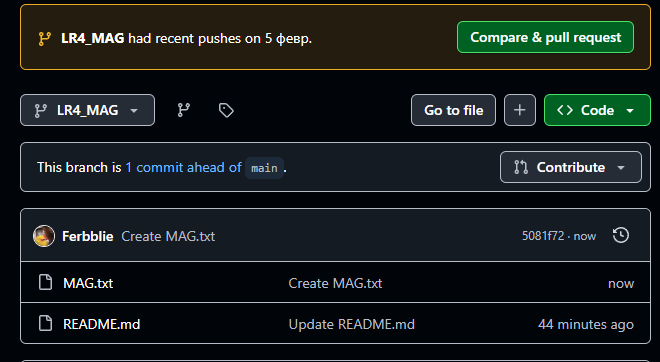 LR4_MAG had recent pushes on 5 февр.
Compare & pull request
LR4_MAG
Go to file
Code
This branch is 1 commit ahead of main.
Contribute
Ferbblie Create MAG.txt 5081f72 · now
MAG.txt Create MAG.txt now
README.md Update README.md 44 minutes ago